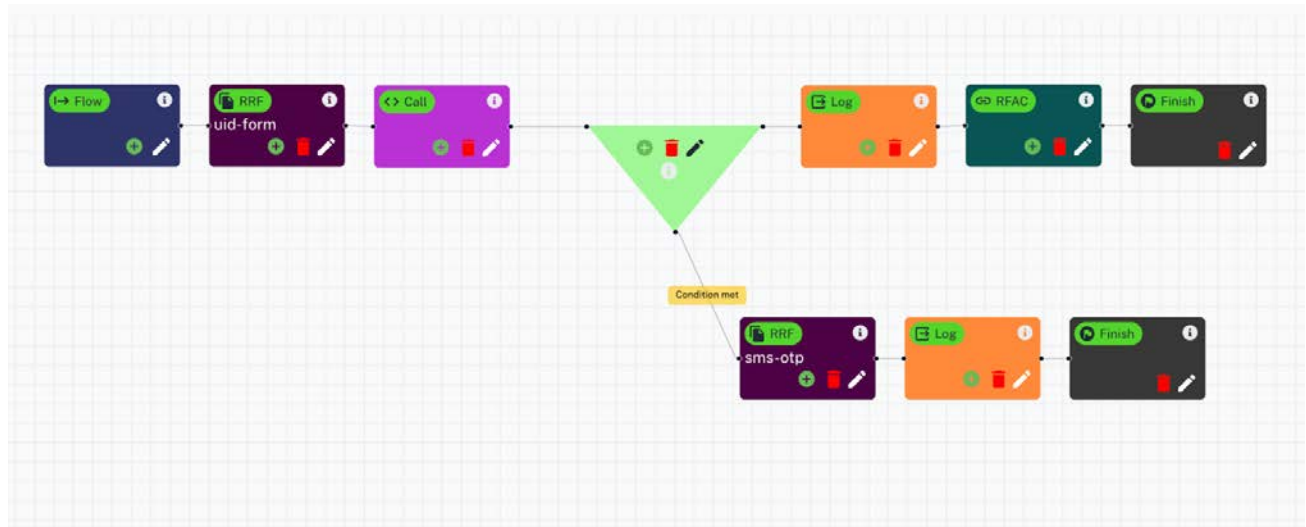 Flow
RRF
uid-form
Call
Log
RFAC
Finish
Condition met
RRF
sms-otp
Log
Finish